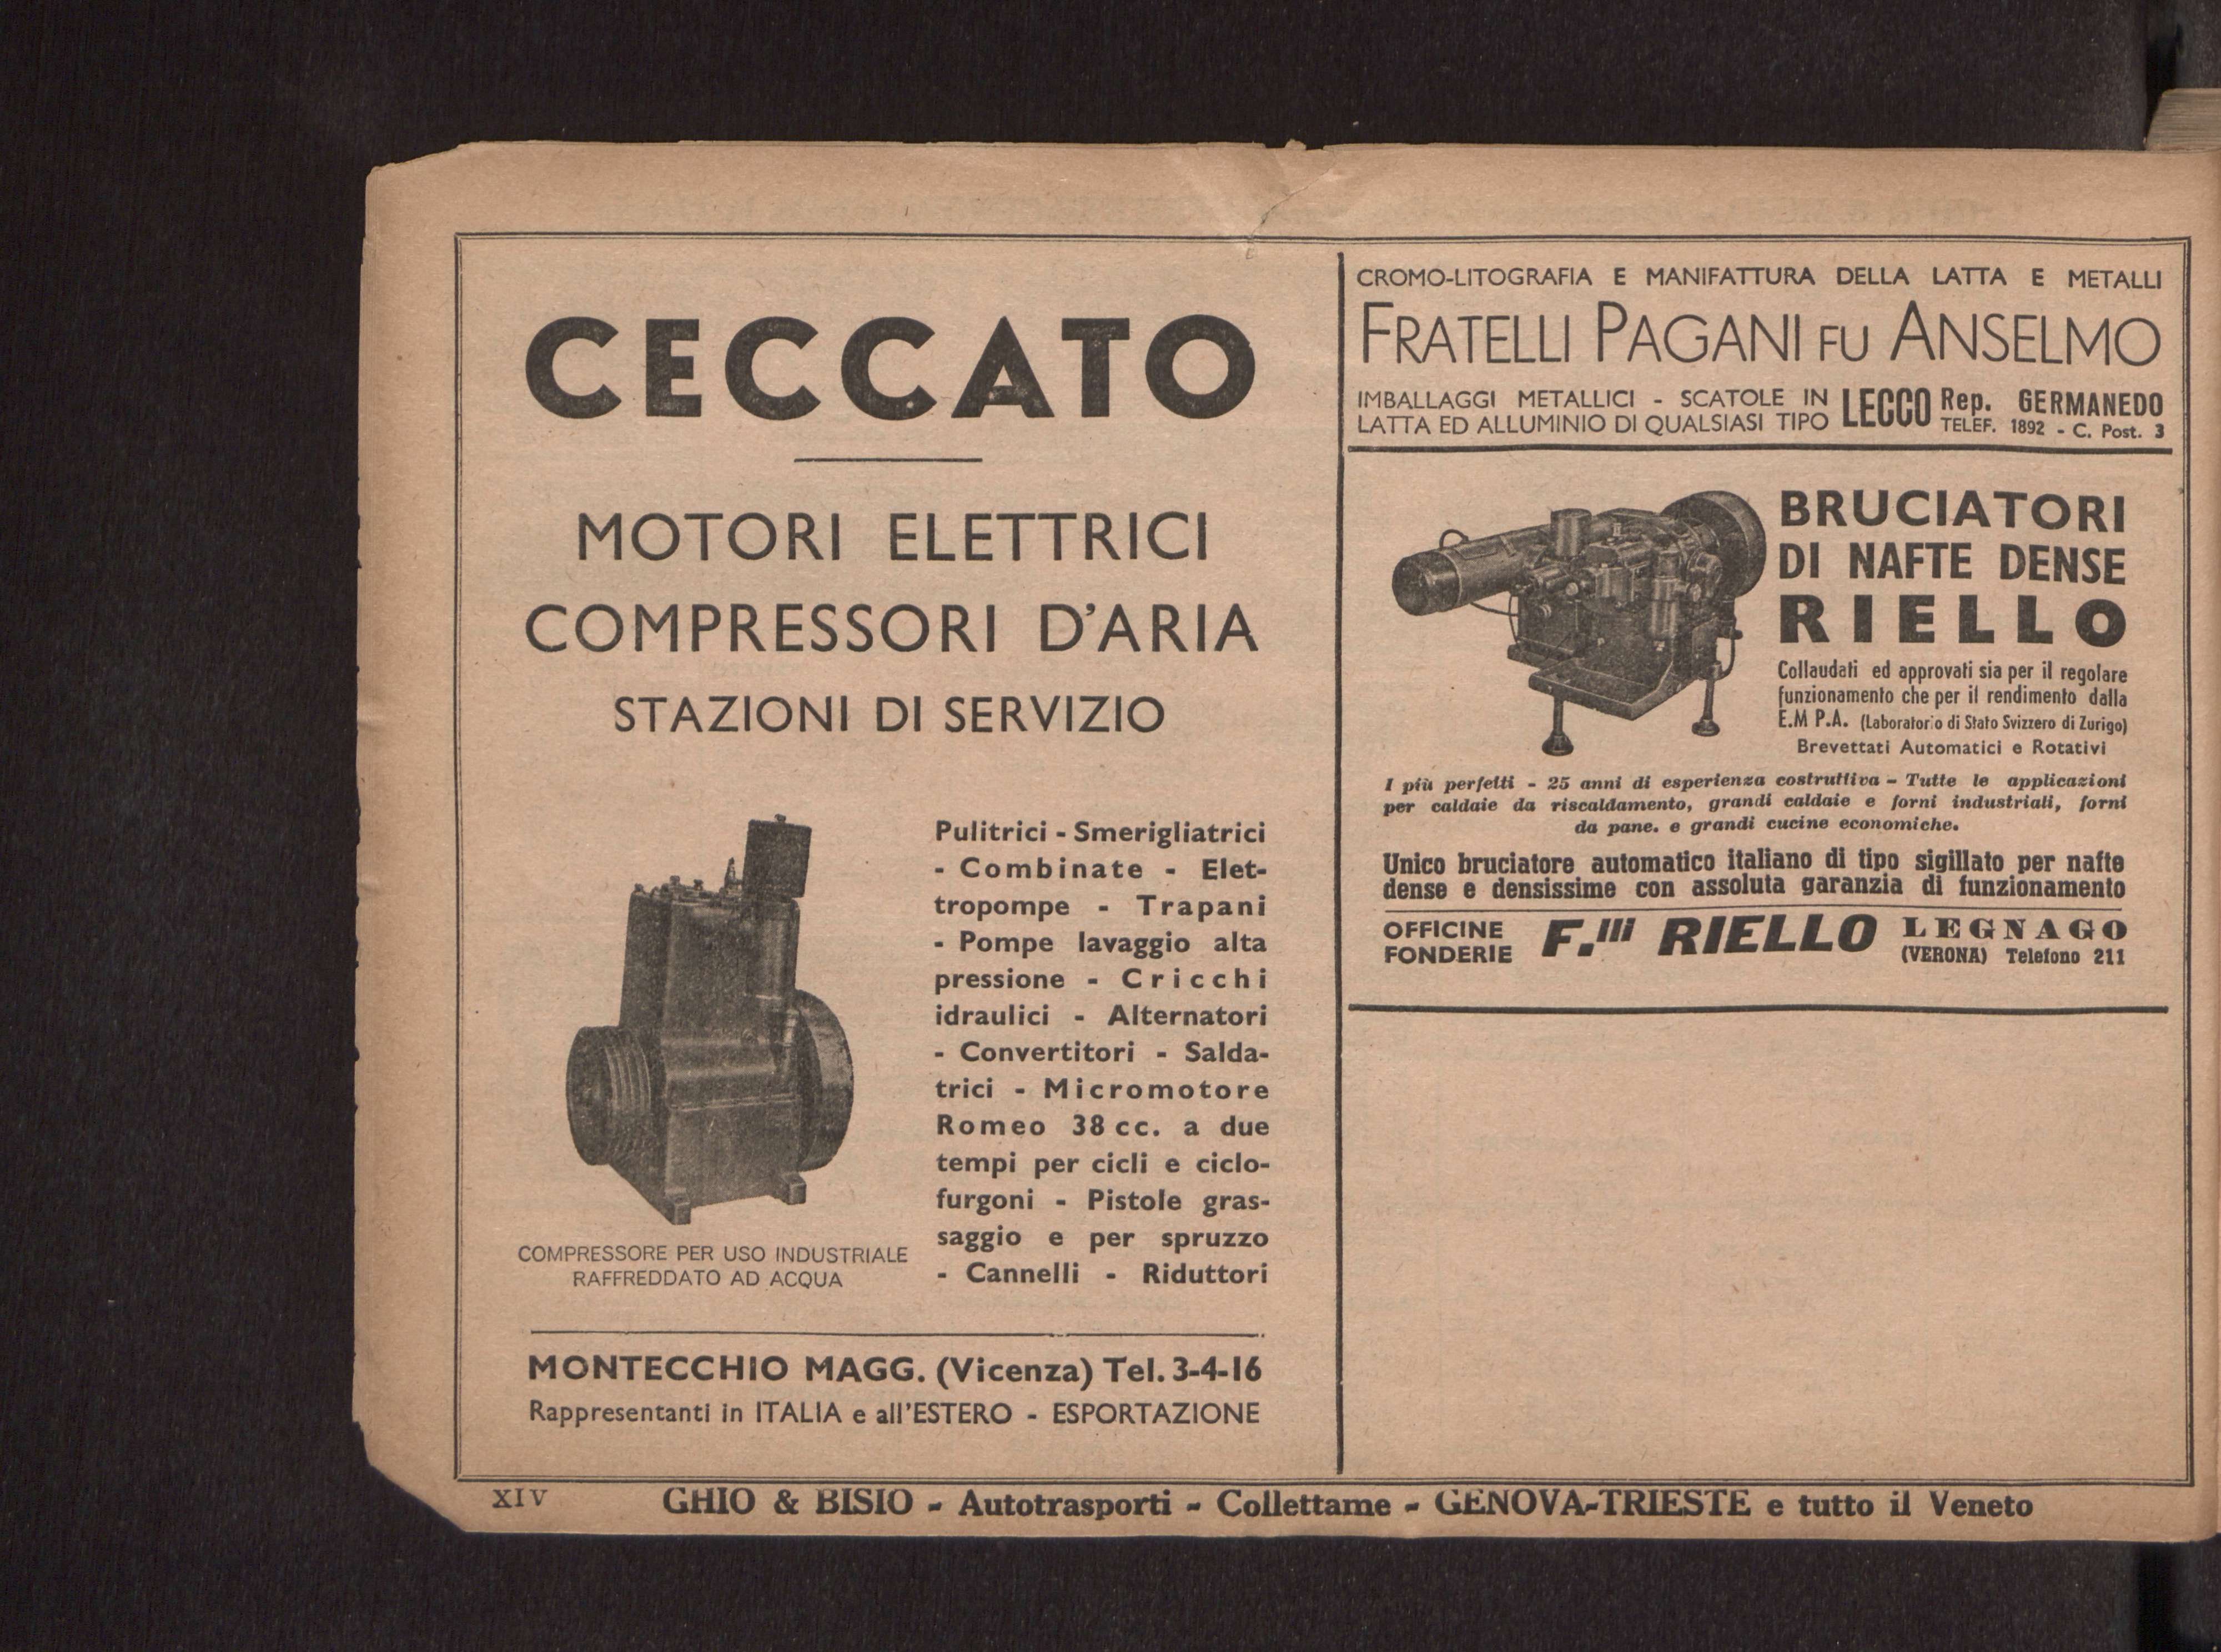 CECCATO
MOTORI ELETTRICI
COMPRESSORI D'ARIA
STAZIONI DI SERVIZIO
Pulitrici - Smerigliatrici
- Combinate - Elet-
tropompe - Trapani
- Pompe lavaggio alta
pressione - Cricchi
idraulici - Alternatori
- Convertitori - Salda-
trici - Micromotore
Romeo 38 cc. a due
tempi per cicli e ciclo-
furgoni - Pistole gras-
saggio e per spruzzo
- Cannelli - Riduttori
COMPRESSORE PER USO INDUSTRIALE
RAFFREDDATO AD ACQUA
MONTECCHIO MAGG. (Vicenza) Tel. 3-4-16
Rappresentanti in ITALIA e all'ESTERO - ESPORTAZIONE
CROMO-LITOGRAFIA E MANIFATTURA DELLA LATTA E METALLI
FRATELLI PAGANI FU ANSELMO
IMBALLAGGI METALLICI - SCATOLE IN
LATTA ED ALLUMINIO DI QUALSIASI TIPO
LECCO
Rep. GERMANEDO
TELEF. 1892 - C. Post. 3
BRUCIATORI
DI NAFTE DENSE
RIELLO
Collaudati ed approvati sia per il regolare
funzionamento che per il rendimento dalla
E.M P.A. (Laboratorio di Stato Svizzero di Zurigo)
Brevettati Automatici e Rotativi
I più perfetti - 25 anni di esperienza costruttiva - Tutte le applicazioni
per caldaie da riscaldamento, grandi caldaie e forni industriali, forni
da pane. e grandi cucine economiche.
Unico bruciatore automatico italiano di tipo sigillato per nafte
dense e densissime con assoluta garanzia di funzionamento
OFFICINE
FONDERIE
F.lli RIELLO
LEGNAGO
(VERONA) Telefono 211
XIV
GHIO & BISIO - Autotrasporti - Collettame - GENOVA-TRIESTE e tutto il Veneto